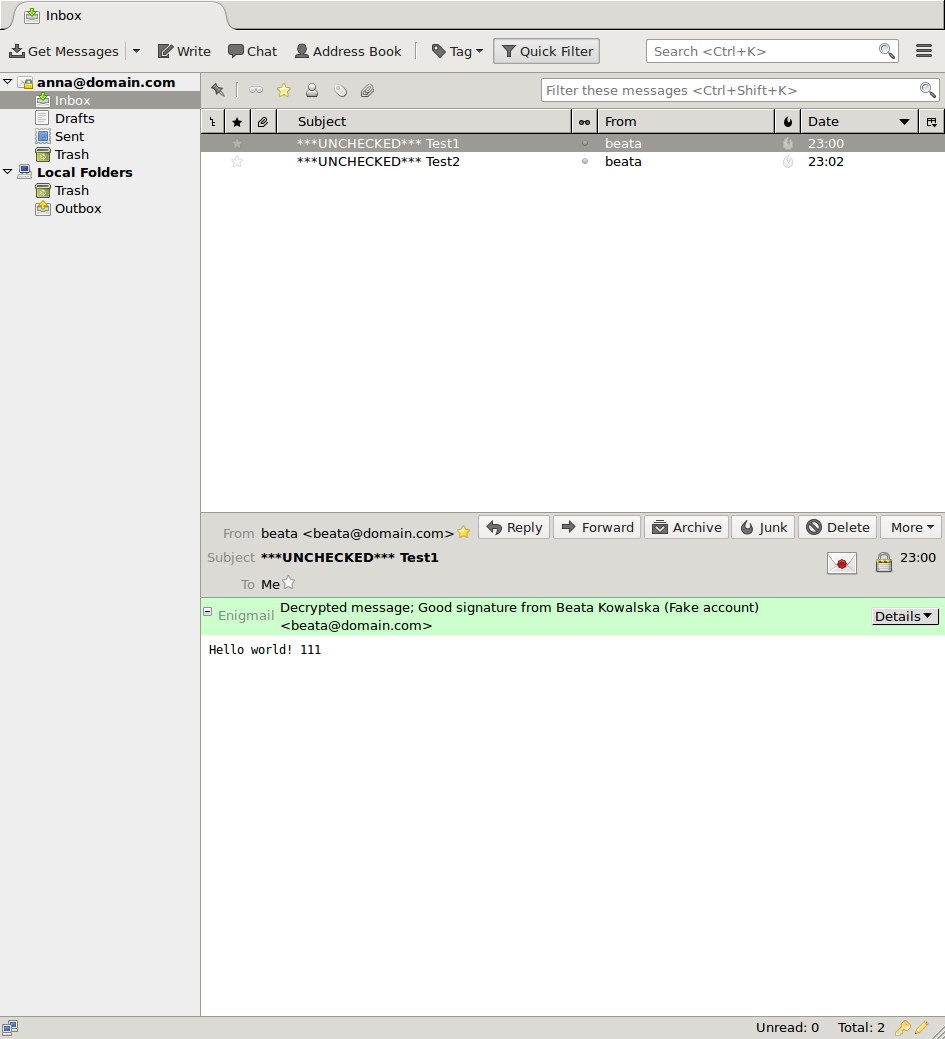 Inbox
Get Messages Write Chat Address Book Tag Quick Filter Search <Ctrl+K>
anna@domain.com
Inbox
Drafts
Sent
Trash
Local Folders
Trash
Outbox
Filter these messages <Ctrl+Shift+K>
Subject From Date
***UNCHECKED*** Test1 beata 23:00
***UNCHECKED*** Test2 beata 23:02
From beata <beata@domain.com> Reply Forward Archive Junk Delete More
Subject ***UNCHECKED*** Test1 23:00
To Me
Enigmail Decrypted message; Good signature from Beata Kowalska (Fake account)
<beata@domain.com> Details
Hello world! 111
Unread: 0 Total: 2